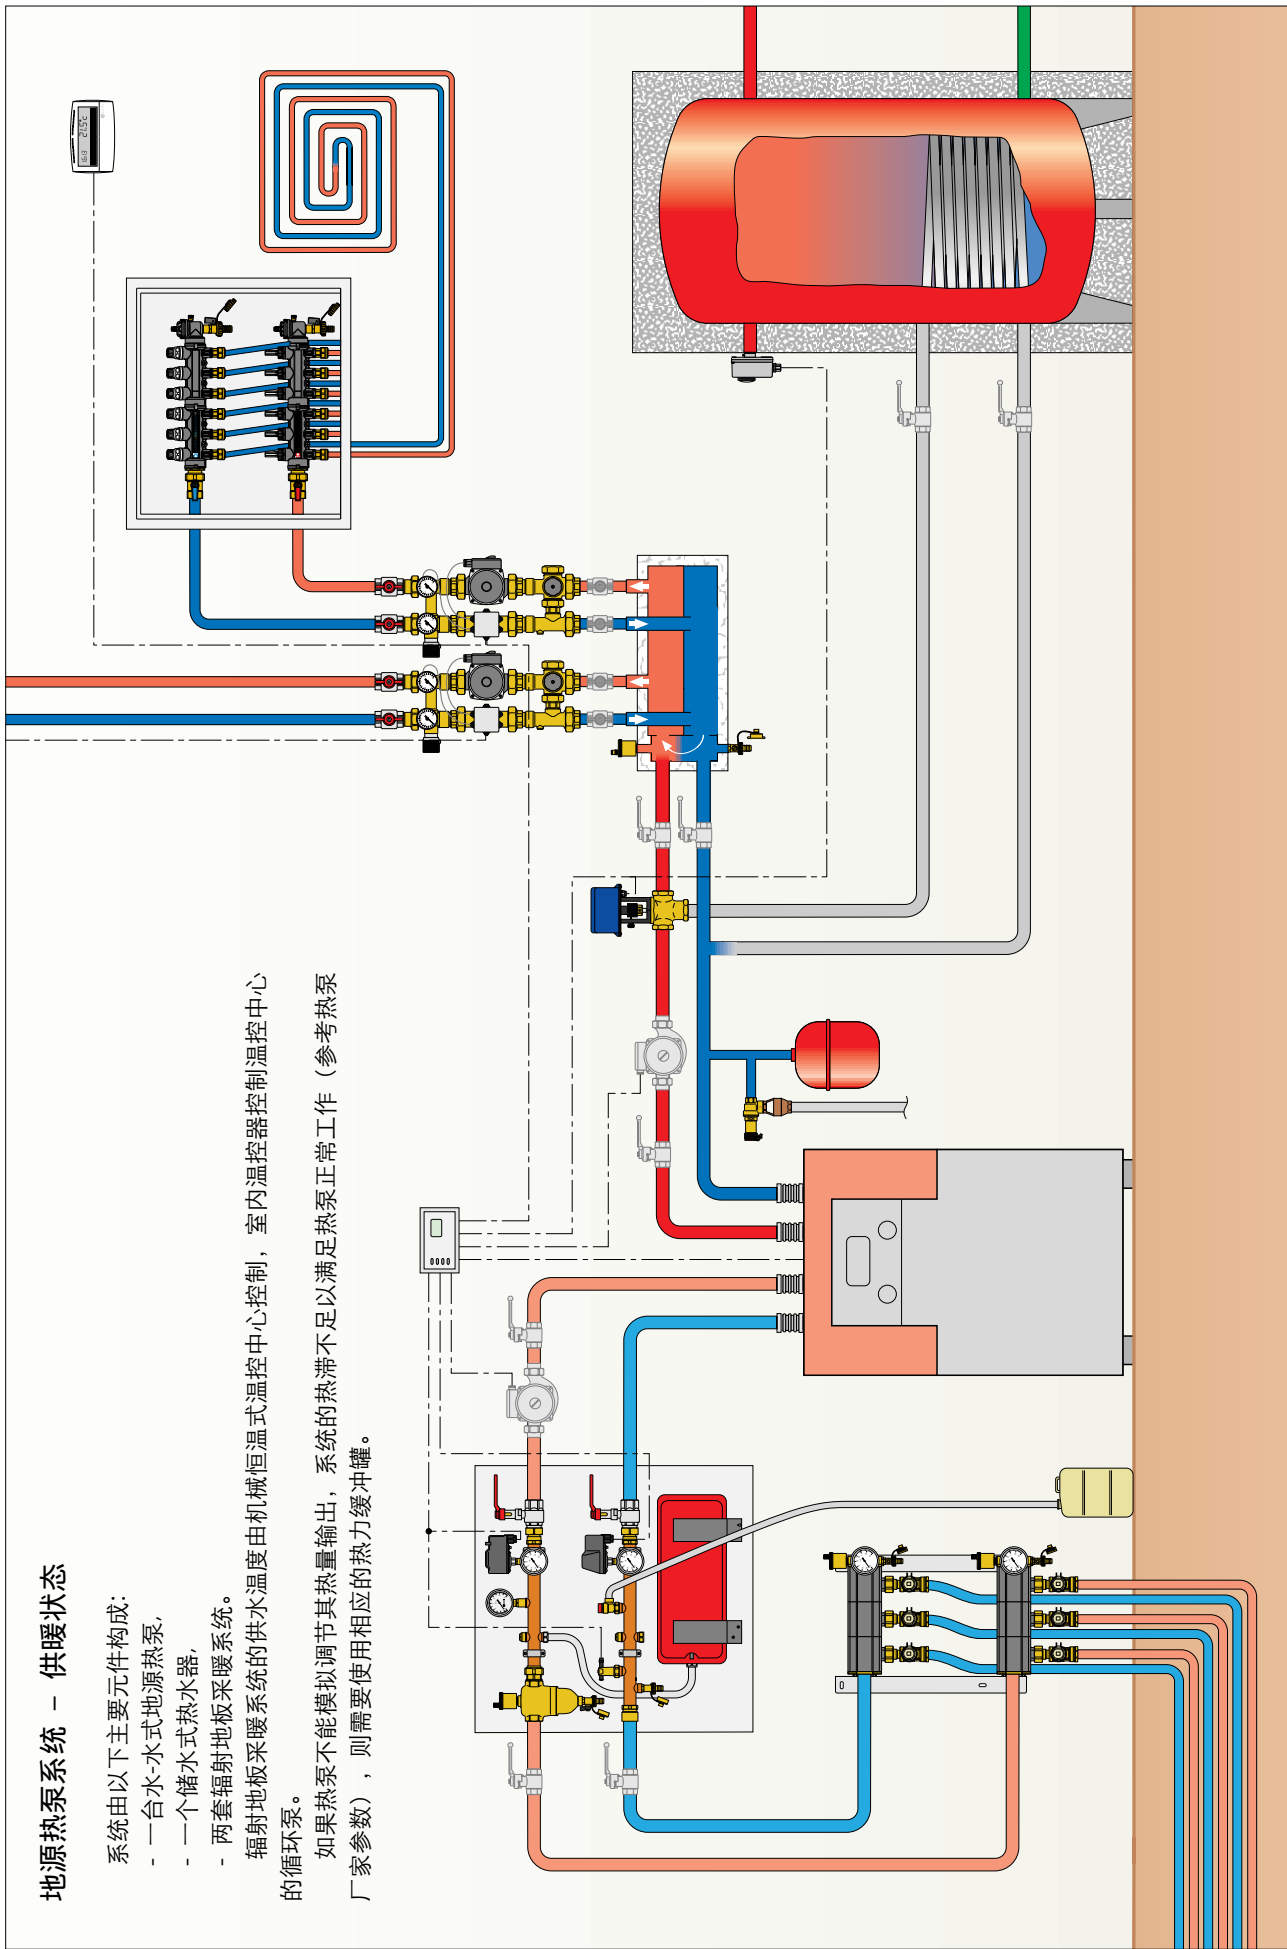 地源热泵系统 - 供暖状态
系统由以下主要元件构成：
- 一台水-水式地源热泵，
- 一个储水式热水器，
- 两套辐射地板采暖系统。
辐射地板采暖系统的供水温度由机械恒温式温控中心控制，室内温控器控制温控中心
的循环泵。
如果热泵不能模拟调节其热量输出，系统的热滞不足以满足热泵正常工作（参考热泵
厂家参数），则需要使用相应的热力缓冲罐。